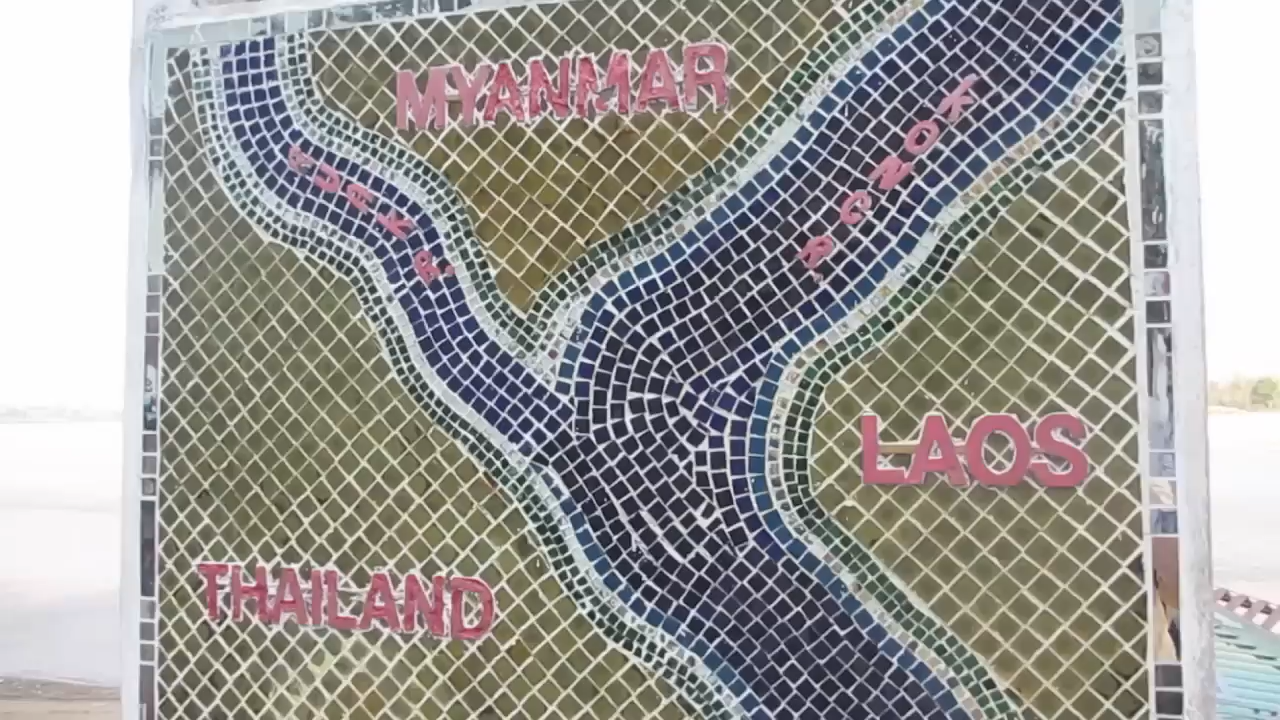 MYANMAR
RUAK R.
KONG R.
LAOS
THAILAND